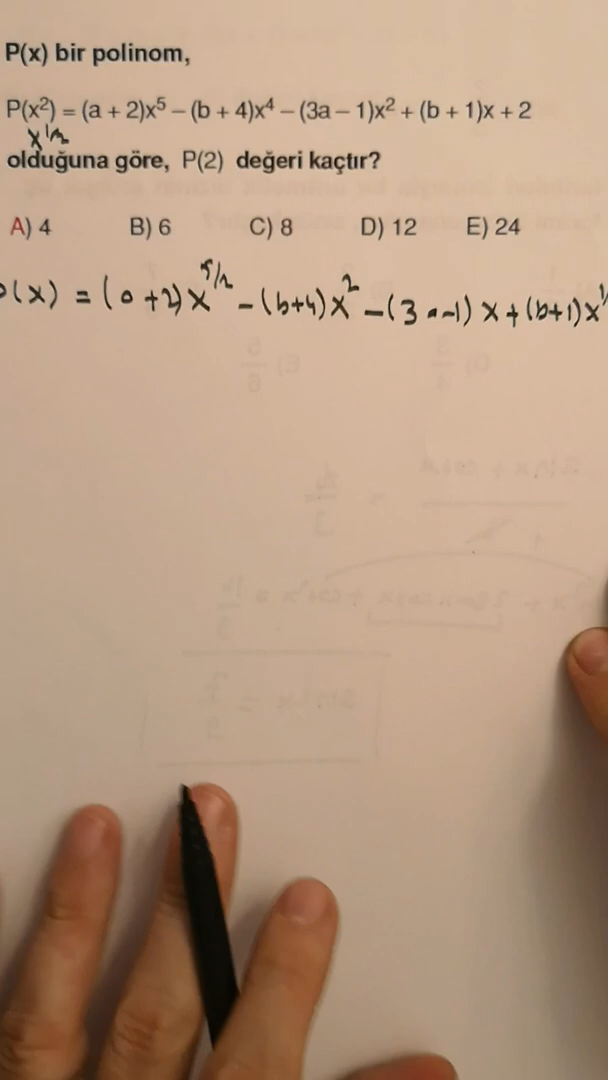 P(x) bir polinom,
P(x²) = (a + 2)x⁵ – (b + 4)x⁴ – (3a – 1)x² + (b + 1)x + 2
x^1/2
olduğuna göre, P(2) değeri kaçtır?
A) 4 B) 6 C) 8 D) 12 E) 24
P(x) = (a+2)x^5/2 - (b+4)x^2 - (3a-1)x + (b+1)x^1/